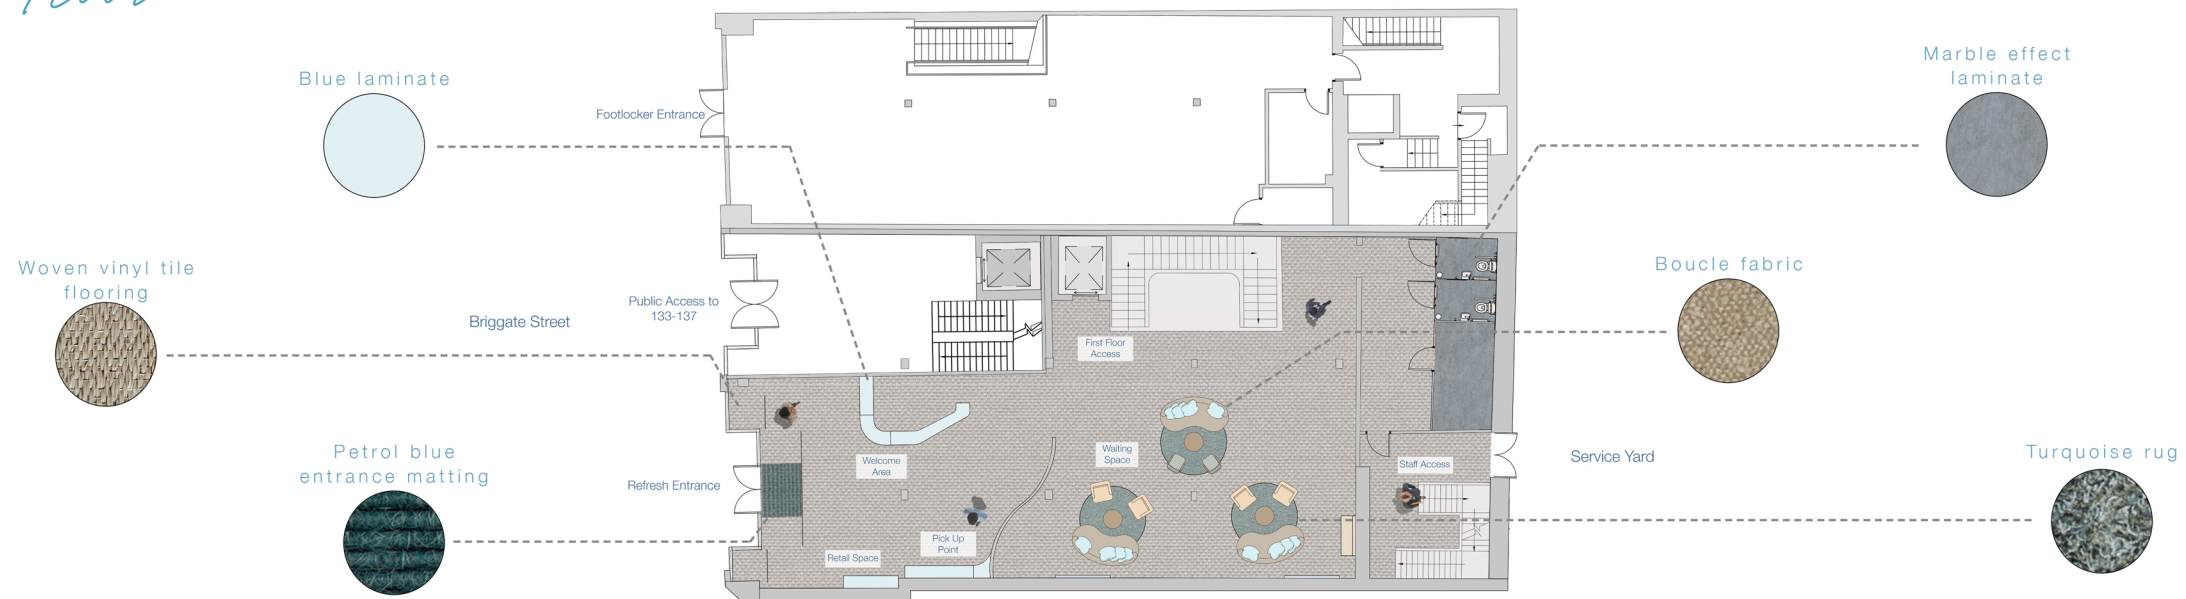 Blue laminate
Footlocker Entrance
Marble effect
laminate
Woven vinyl tile
flooring
Briggate Street
Public Access to
133-137
First Floor
Access
Boucle fabric
Petrol blue
entrance matting
Refresh Entrance
Welcome
Area
Waiting
Space
Staff Access
Service Yard
Turquoise rug
Pick Up
Point
Retail Space